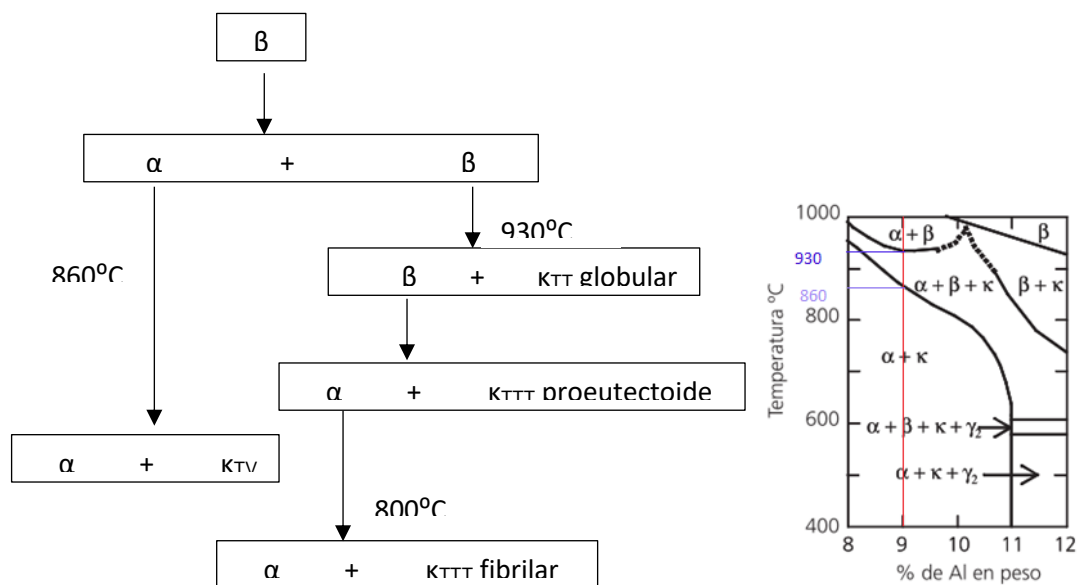 β
α + β
930ºC
860ºC
β + κII globular
α + κIII proeutectoide
α + κIV
800ºC
α + κIII fibrilar
1000
930
860
800
600
400
Temperatura ºC
α+β
β
α+β+κ
β+κ
α+κ
α+β+κ+γ₂
α+κ+γ₂
8 9 10 11 12
% de Al en peso